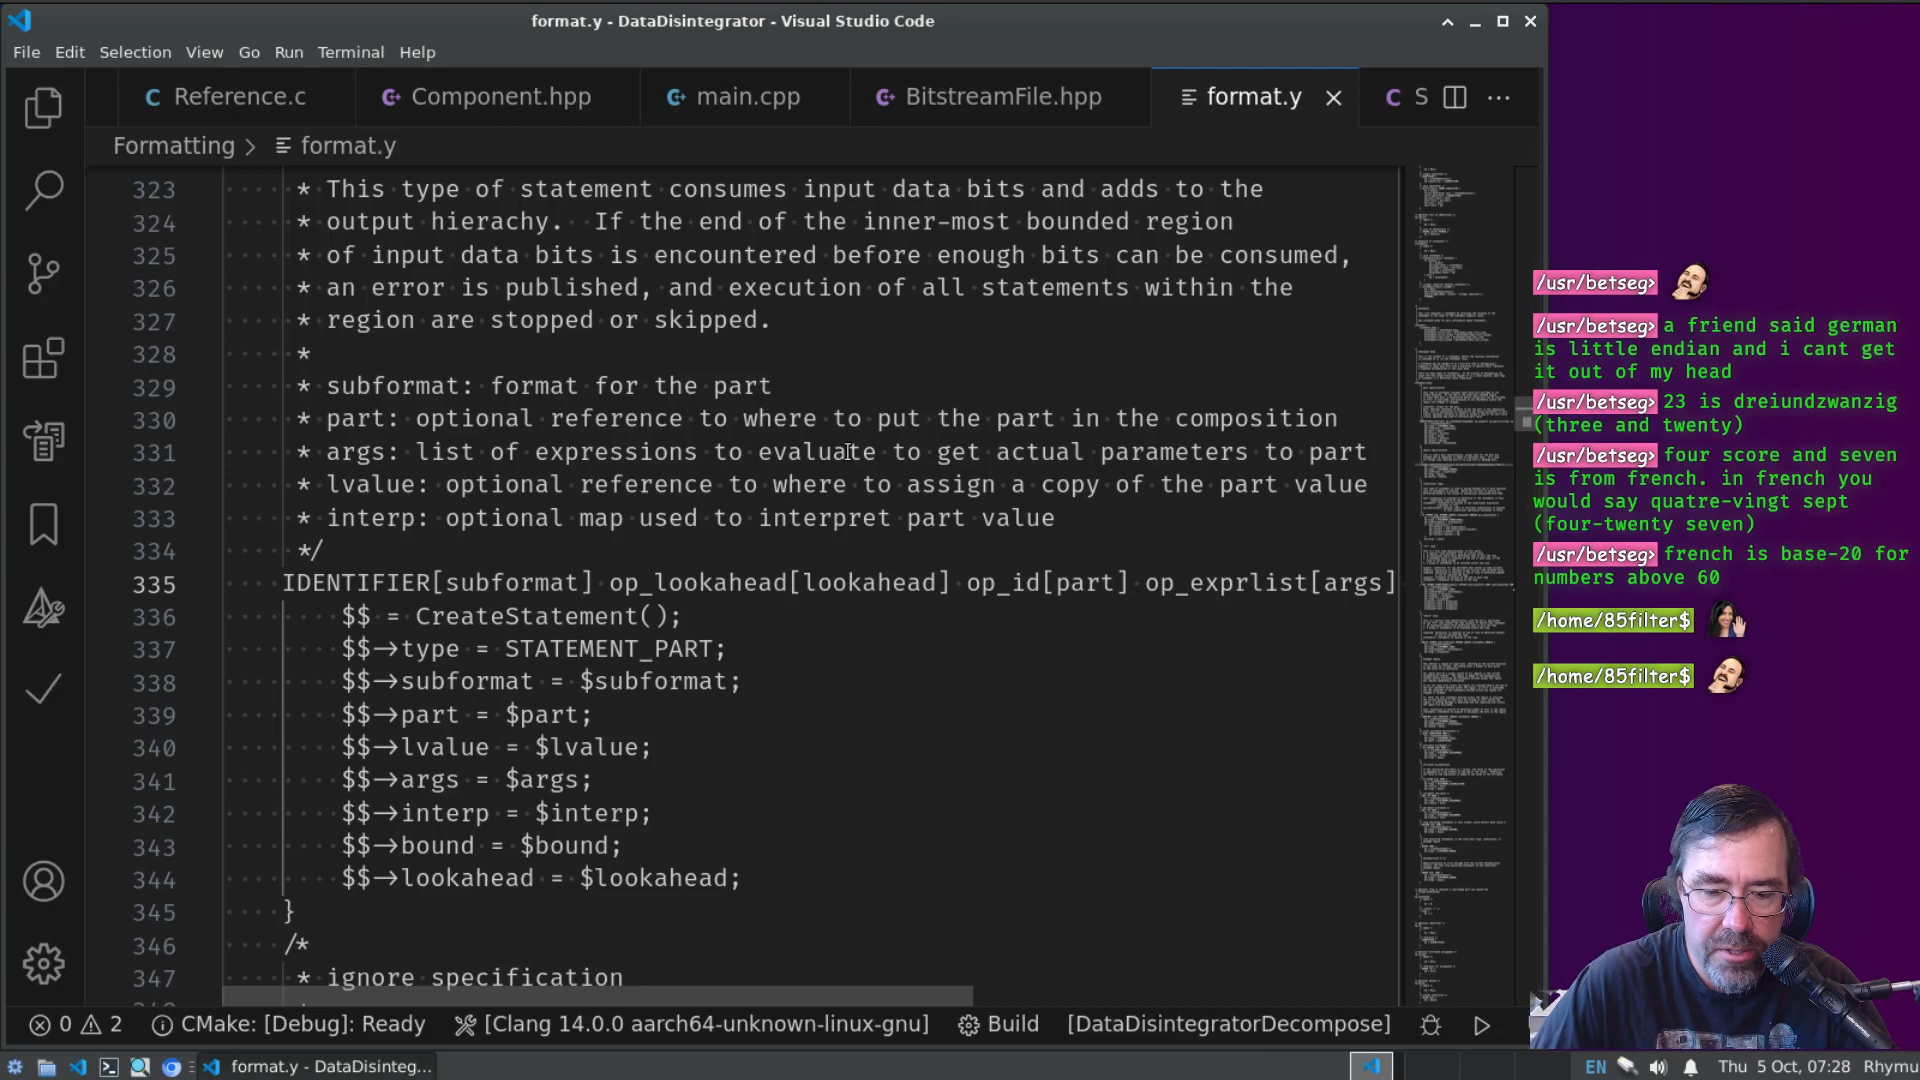 format.y - DataDisintegrator - Visual Studio Code
File Edit Selection View Go Run Terminal Help
C Reference.c Component.hpp main.cpp BitstreamFile.hpp format.y C S
Formatting > format.y
323 * This type of statement consumes input data bits and adds to the
324 * output hierachy.  If the end of the inner-most bounded region
325 * of input data bits is encountered before enough bits can be consumed,
326 * an error is published, and execution of all statements within the
327 * region are stopped or skipped.
328 *
329 * subformat: format for the part
330 * part: optional reference to where to put the part in the composition
331 * args: list of expressions to evaluate to get actual parameters to part
332 * lvalue: optional reference to where to assign a copy of the part value
333 * interp: optional map used to interpret part value
334 */
335 IDENTIFIER[subformat] op_lookahead[lookahead] op_id[part] op_exprlist[args]
336 $$ = CreateStatement();
337 $$->type = STATEMENT_PART;
338 $$->subformat = $subformat;
339 $$->part = $part;
340 $$->lvalue = $lvalue;
341 $$->args = $args;
342 $$->interp = $interp;
343 $$->bound = $bound;
344 $$->lookahead = $lookahead;
345 }
346 /*
347 * ignore specification
0 2 CMake: [Debug]: Ready [Clang 14.0.0 aarch64-unknown-linux-gnu] Build [DataDisintegratorDecompose]
format.y - DataDisinteg...
EN Thu 5 Oct, 07:28 Rhymu
/usr/betseg>
/usr/betseg> a friend said german
is little endian and i cant get
it out of my head
/usr/betseg> 23 is dreiundzwanzig
(three and twenty)
/usr/betseg> four score and seven
is from french. in french you
would say quatre-vingt sept
(four-twenty seven)
/usr/betseg> french is base-20 for
numbers above 60
/home/85filter$
/home/85filter$